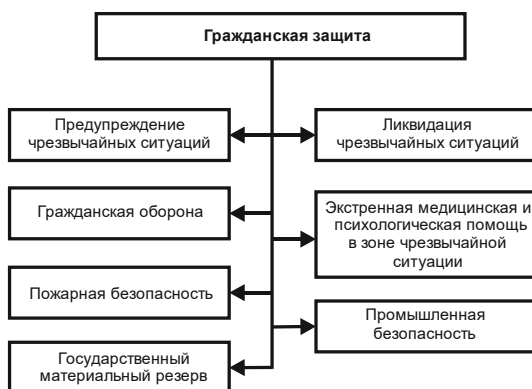 Гражданская защита
Предупреждение
чрезвычайных ситуаций
Ликвидация
чрезвычайных ситуаций
Гражданская оборона
Экстренная медицинская и
психологическая помощь
в зоне чрезвычайной
ситуации
Пожарная безопасность
Промышленная
безопасность
Государственный
материальный резерв